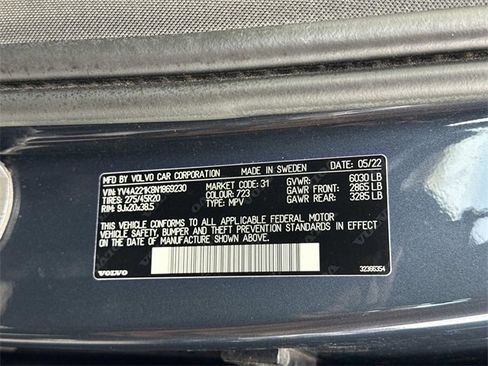 MFD BY VOLVO CAR CORPORATION MADE IN SWEDEN DATE: 05/22
VIN: YV4A221K8N1869230 MARKET CODE: 31 GVWR: 6030 LB
TIRES: 275/45R20 COLOUR: 723 GAWR FRONT: 2865 LB
RIM: 9Jx20x38.5 TYPE: MPV GAWR REAR: 3285 LB
THIS VEHICLE CONFORMS TO ALL APPLICABLE FEDERAL MOTOR
VEHICLE SAFETY, BUMPER, AND THEFT PREVENTION STANDARDS IN EFFECT
ON THE DATE OF MANUFACTURE SHOWN ABOVE.
VOLVO 32366354